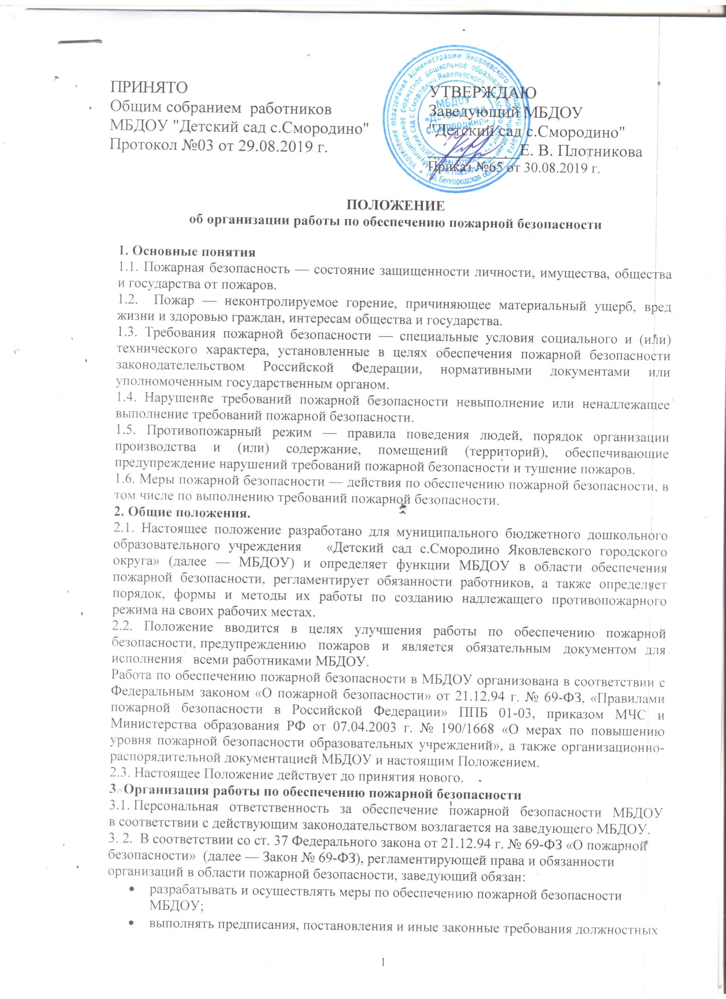 ПРИНЯТО
Общим собранием работников
МБДОУ "Детский сад с.Смородино"
Протокол №03 от 29.08.2019 г.
УТВЕРЖДАЮ
Заведующий МБДОУ
"Детский сад с.Смородино"
Е. В. Плотникова
Приказ №65 от 30.08.2019 г.
Управление образования администрации Яковлевского городского округа
РФ, Белгородская область
Муниципальное бюджетное дошкольное образовательное учреждение
«Детский сад с.Смородино Яковлевского городского округа»
МБДОУ
«Детский сад
с.Смородино»
ПОЛОЖЕНИЕ
об организации работы по обеспечению пожарной безопасности
1. Основные понятия
1.1. Пожарная безопасность — состояние защищенности личности, имущества, общества
и государства от пожаров.
1.2. Пожар — неконтролируемое горение, причиняющее материальный ущерб, вред
жизни и здоровью граждан, интересам общества и государства.
1.3. Требования пожарной безопасности — специальные условия социального и (или)
технического характера, установленные в целях обеспечения пожарной безопасности
законодателельством Российской Федерации, нормативными документами или
уполномоченным государственным органом.
1.4. Нарушение требований пожарной безопасности невыполнение или ненадлежащее
выполнение требований пожарной безопасности.
1.5. Противопожарный режим — правила поведения людей, порядок организации
производства и (или) содержание, помещений (территорий), обеспечивающие
предупреждение нарушений требований пожарной безопасности и тушение пожаров.
1.6. Меры пожарной безопасности — действия по обеспечению пожарной безопасности, в
том числе по выполнению требований пожарной безопасности.
2. Общие положения.
2.1. Настоящее положение разработано для муниципального бюджетного дошкольного
образовательного учреждения «Детский сад с.Смородино Яковлевского городского
округа» (далее — МБДОУ) и определяет функции МБДОУ в области обеспечения
пожарной безопасности, регламентирует обязанности работников, а также определяет
порядок, формы и методы их работы по созданию надлежащего противопожарного
режима на своих рабочих местах.
2.2. Положение вводится в целях улучшения работы по обеспечению пожарной
безопасности, предупреждению пожаров и является обязательным документом для
исполнения всеми работниками МБДОУ.
Работа по обеспечению пожарной безопасности в МБДОУ организована в соответствии с
Федеральным законом «О пожарной безопасности» от 21.12.94 г. № 69-ФЗ, «Правилами
пожарной безопасности в Российской Федерации» ППБ 01-03, приказом МЧС и
Министерства образования РФ от 07.04.2003 г. № 190/1668 «О мерах по повышению
уровня пожарной безопасности образовательных учреждений», а также организационно-
распорядительной документацией МБДОУ и настоящим Положением.
2.3. Настоящее Положение действует до принятия нового.
3. Организация работы по обеспечению пожарной безопасности
3.1. Персональная ответственность за обеспечение пожарной безопасности МБДОУ
в соответствии с действующим законодательством возлагается на заведующего МБДОУ.
3. 2. В соответствии со ст. 37 Федерального закона от 21.12.94 г. № 69-ФЗ «О пожарной
безопасности» (далее — Закон № 69-ФЗ), регламентирующей права и обязанности
организаций в области пожарной безопасности, заведующий обязан:
• разрабатывать и осуществлять меры по обеспечению пожарной безопасности
МБДОУ;
• выполнять предписания, постановления и иные законные требования должностных
1